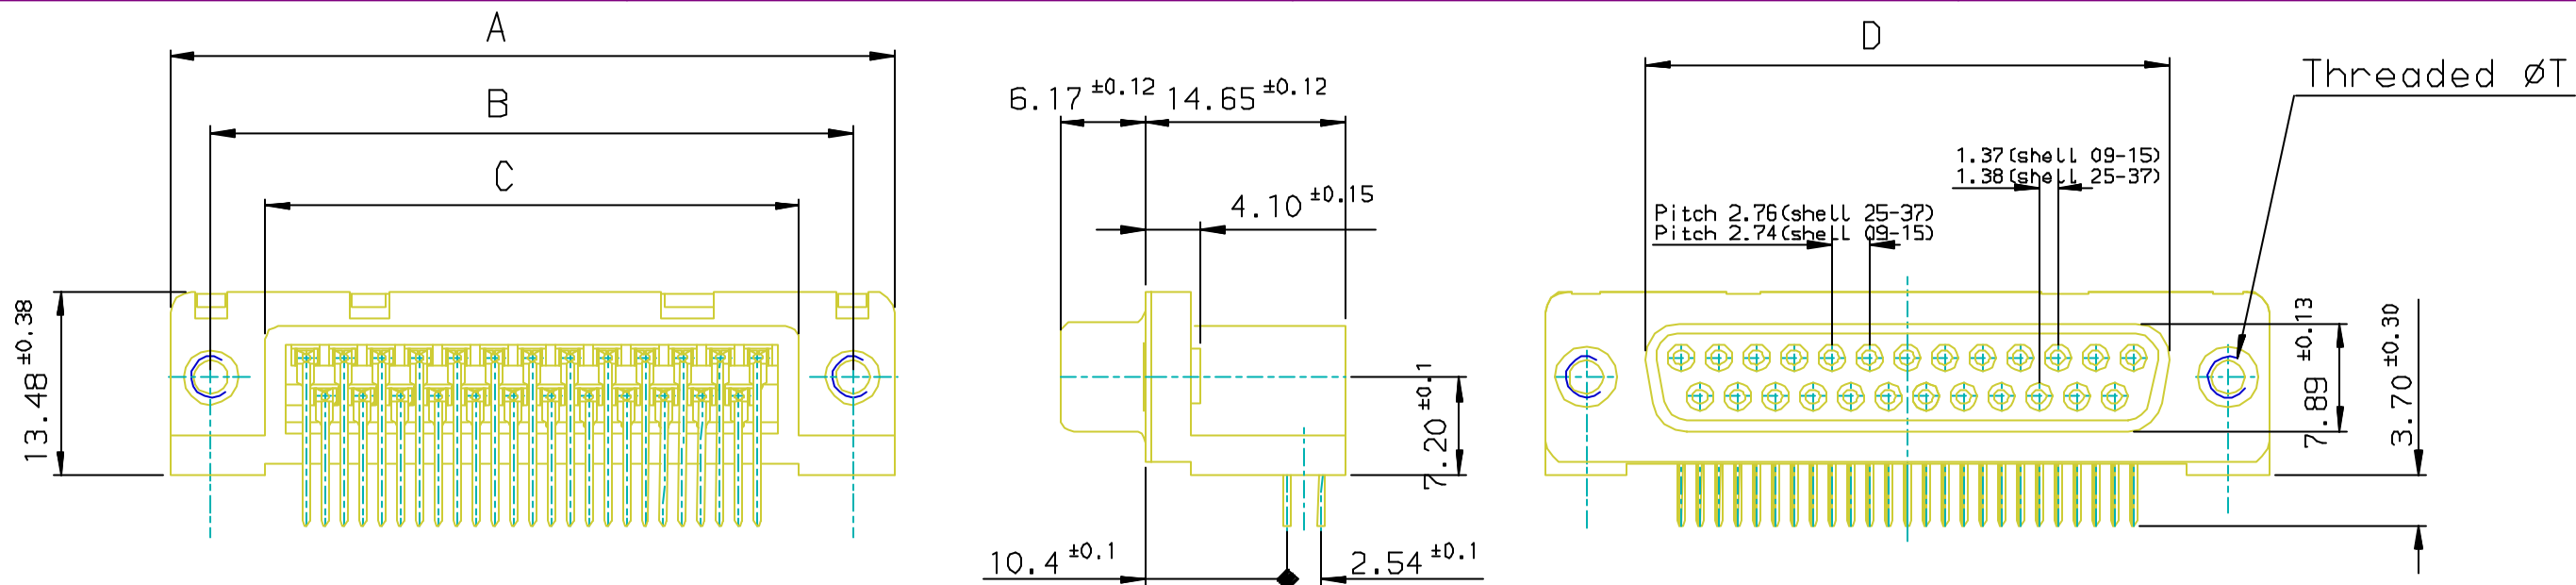 A
B
C
D
Threaded ØT
6.17 ±0.12
14.65 ±0.12
1.37(shell 09-15)
1.38(shell 25-37)
4.10 ±0.15
Pitch 2.76(shell 25-37)
Pitch 2.74(shell 09-15)
13.48 ±0.38
7.20 ±0.1
7.89 ±0.13
3.70 ±0.30
10.4 ±0.1
2.54 ±0.1